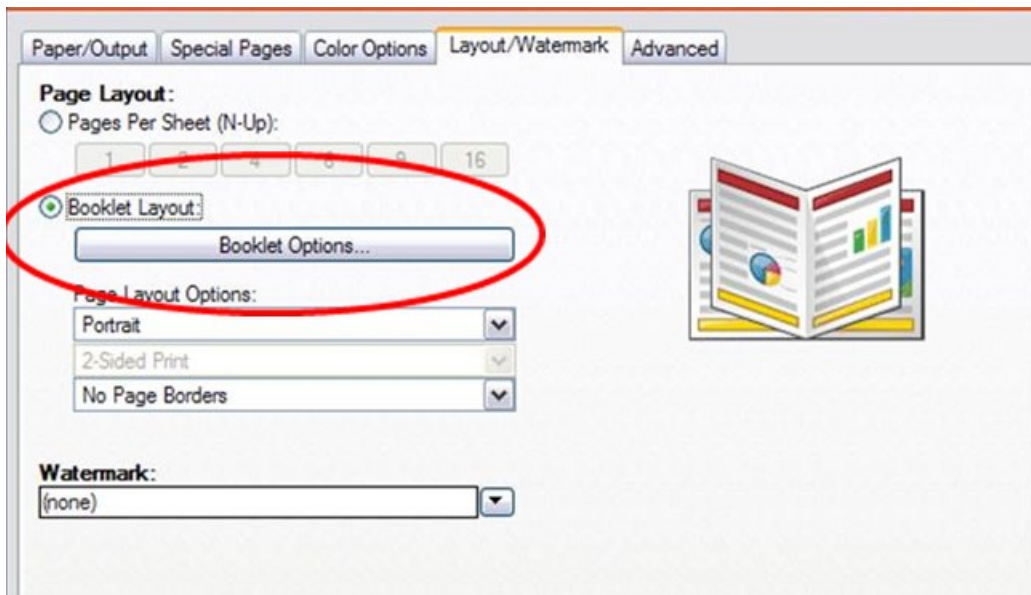 Paper/Output Special Pages Color Options Layout/Watermark Advanced
Page Layout:
Pages Per Sheet (N-Up):
1 2 4 6 9 16
Booklet Layout:
Booklet Options...
Page Layout Options:
Portrait
2-Sided Print
No Page Borders
Watermark:
(none)